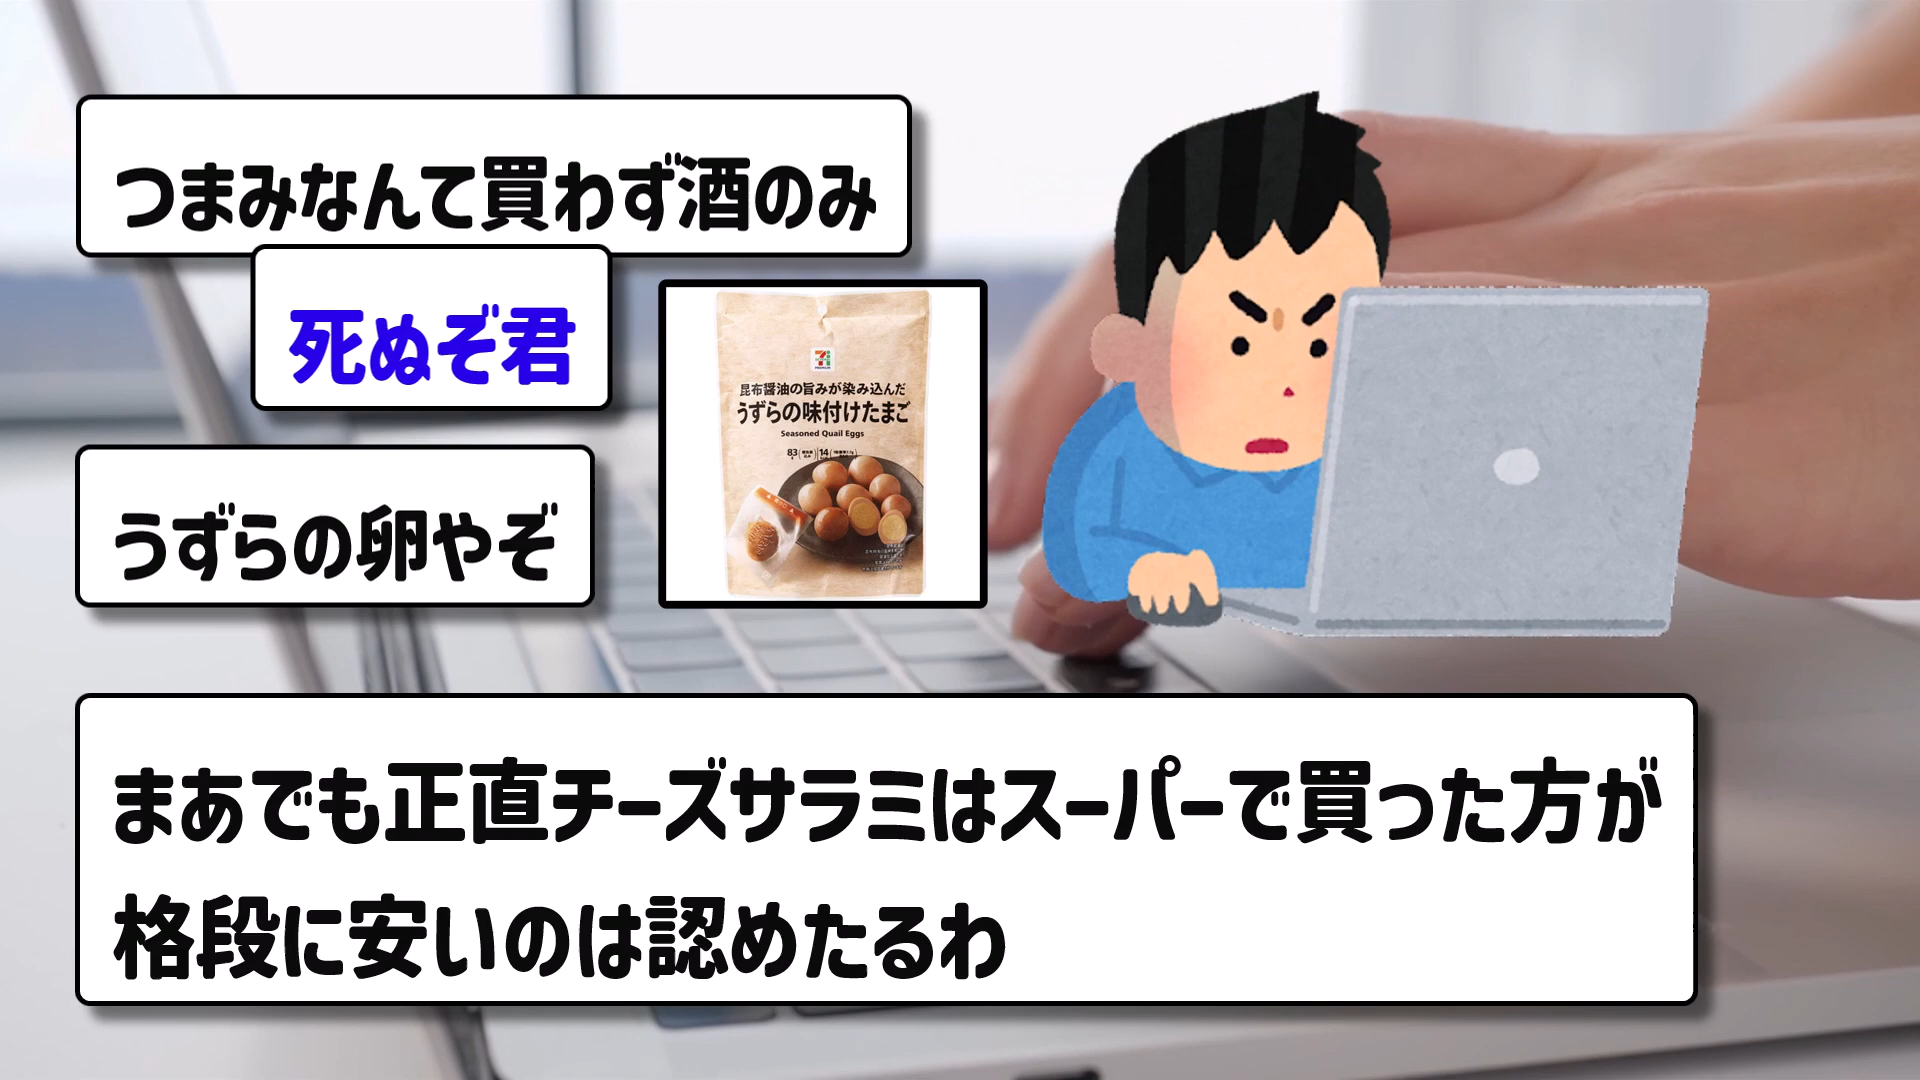 つまみなんて買わず酒のみ
死ぬぞ君
昆布醤油の旨みが染み込んだ
うずらの味付けたまご
Seasoned Quail Eggs
83
14
うずらの卵やぞ
まあでも正直チーズサラミはスーパーで買った方が
格段に安いのは認めたるわ